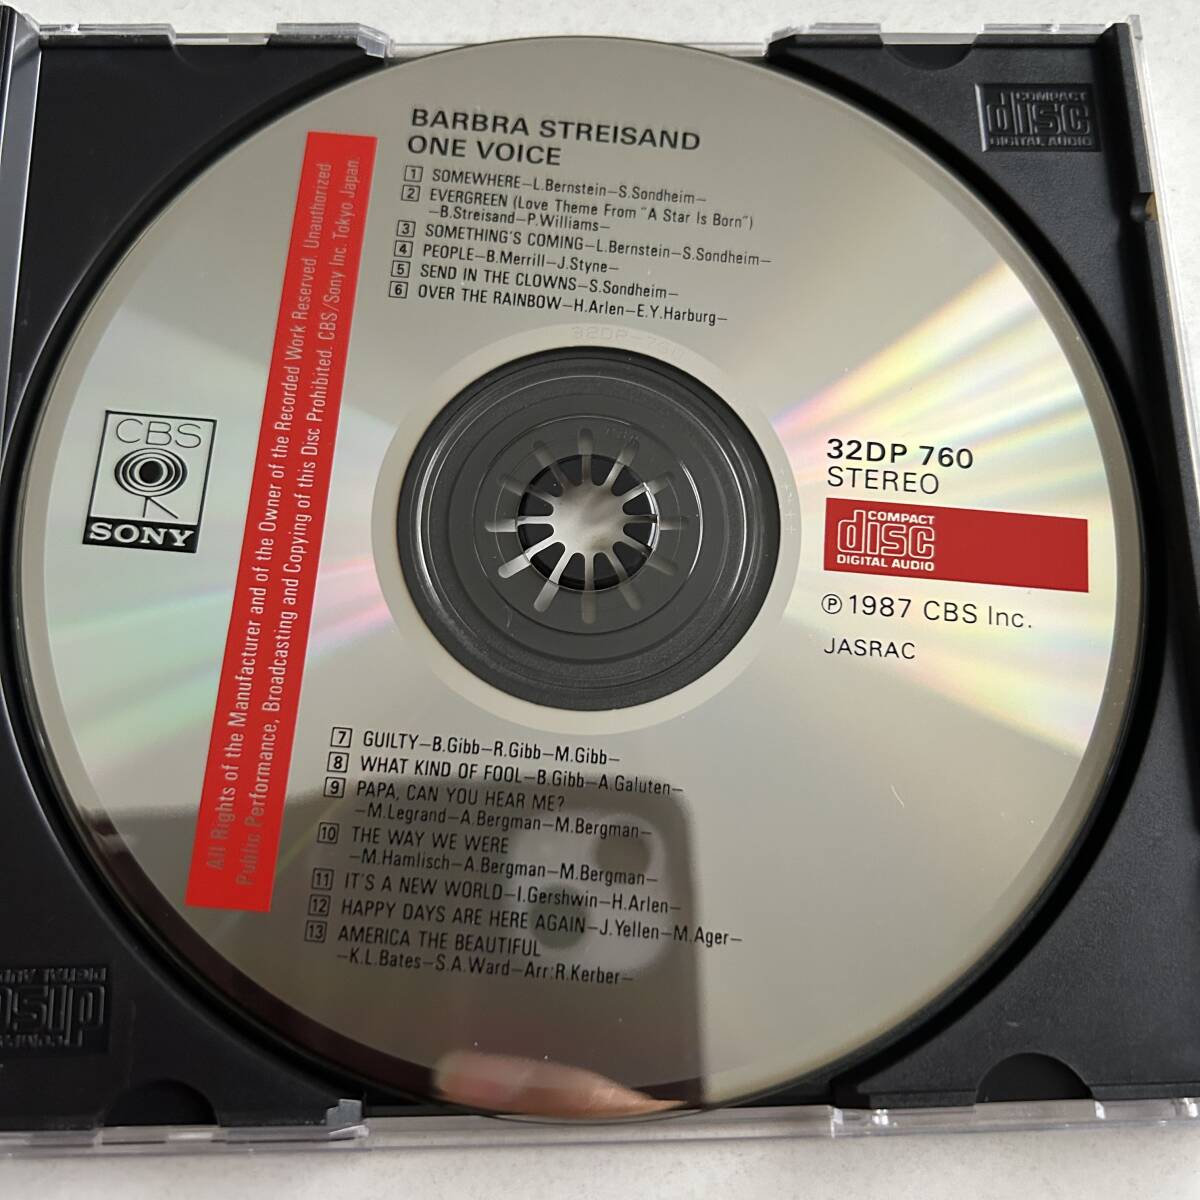 COMPACT
disc
DIGITAL AUDIO
BARBRA STREISAND
ONE VOICE
1 SOMEWHERE–L.Bernstein–S.Sondheim–
2 EVERGREEN (Love Theme From "A Star Is Born")
–B.Streisand–P.Williams–
3 SOMETHING'S COMING–L.Bernstein–S.Sondheim–
4 PEOPLE–B.Merrill–J.Styne–
5 SEND IN THE CLOWNS–S.Sondheim–
6 OVER THE RAINBOW–H.Arlen–E.Y.Harburg–
All Rights of the Manufacturer and of the Owner of the Recorded Work Reserved. Unauthorized
Public Performance, Broadcasting and Copying of this Disc Prohibited. CBS/Sony Inc. Tokyo Japan.
CBS
SONY
32DP 760
STEREO
COMPACT
disc
DIGITAL AUDIO
℗ 1987 CBS Inc.
JASRAC
7 GUILTY–B.Gibb–R.Gibb–M.Gibb–
8 WHAT KIND OF FOOL–B.Gibb–A.Galuten–
9 PAPA, CAN YOU HEAR ME?
–M.Legrand–A.Bergman–M.Bergman–
10 THE WAY WE WERE
–M.Hamlisch–A.Bergman–M.Bergman–
11 IT'S A NEW WORLD–I.Gershwin–H.Arlen–
12 HAPPY DAYS ARE HERE AGAIN–J.Yellen–M.Ager–
13 AMERICA THE BEAUTIFUL
–K.L.Bates–S.A.Ward–Arr:R.Kerber–